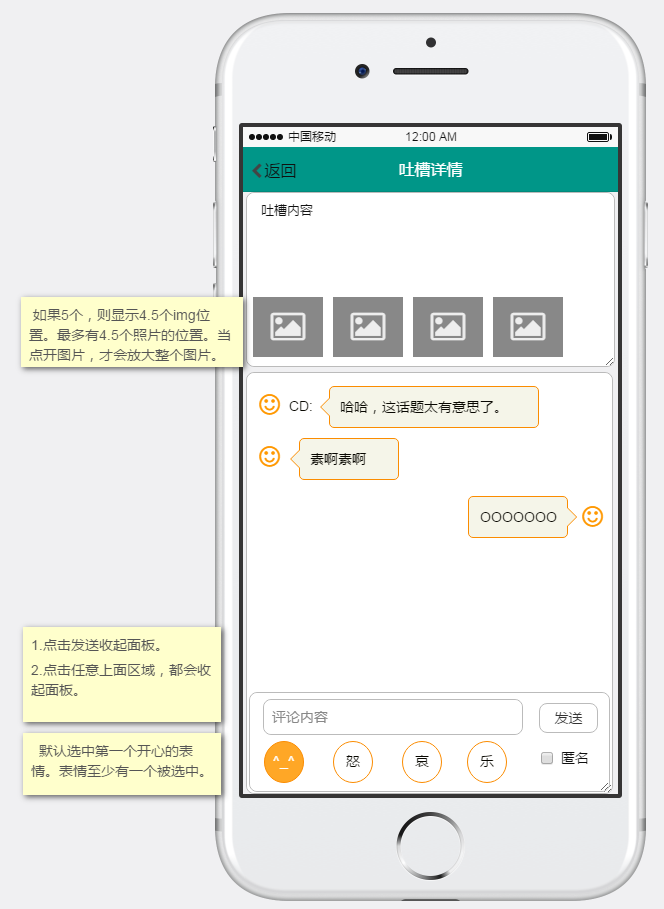 中国移动 12:00 AM
返回 吐槽详情
吐槽内容
如果5个，则显示4.5个img位
置。最多有4.5个照片的位置。当
点开图片，才会放大整个图片。
CD: 哈哈，这话题太有意思了。
素啊素啊
OOOOOOO
1.点击发送收起面板。
2.点击任意上面区域，都会收
起面板。
评论内容 发送
默认选中第一个开心的表
情。表情至少有一个被选中。
^_^ 怒 哀 乐 匿名